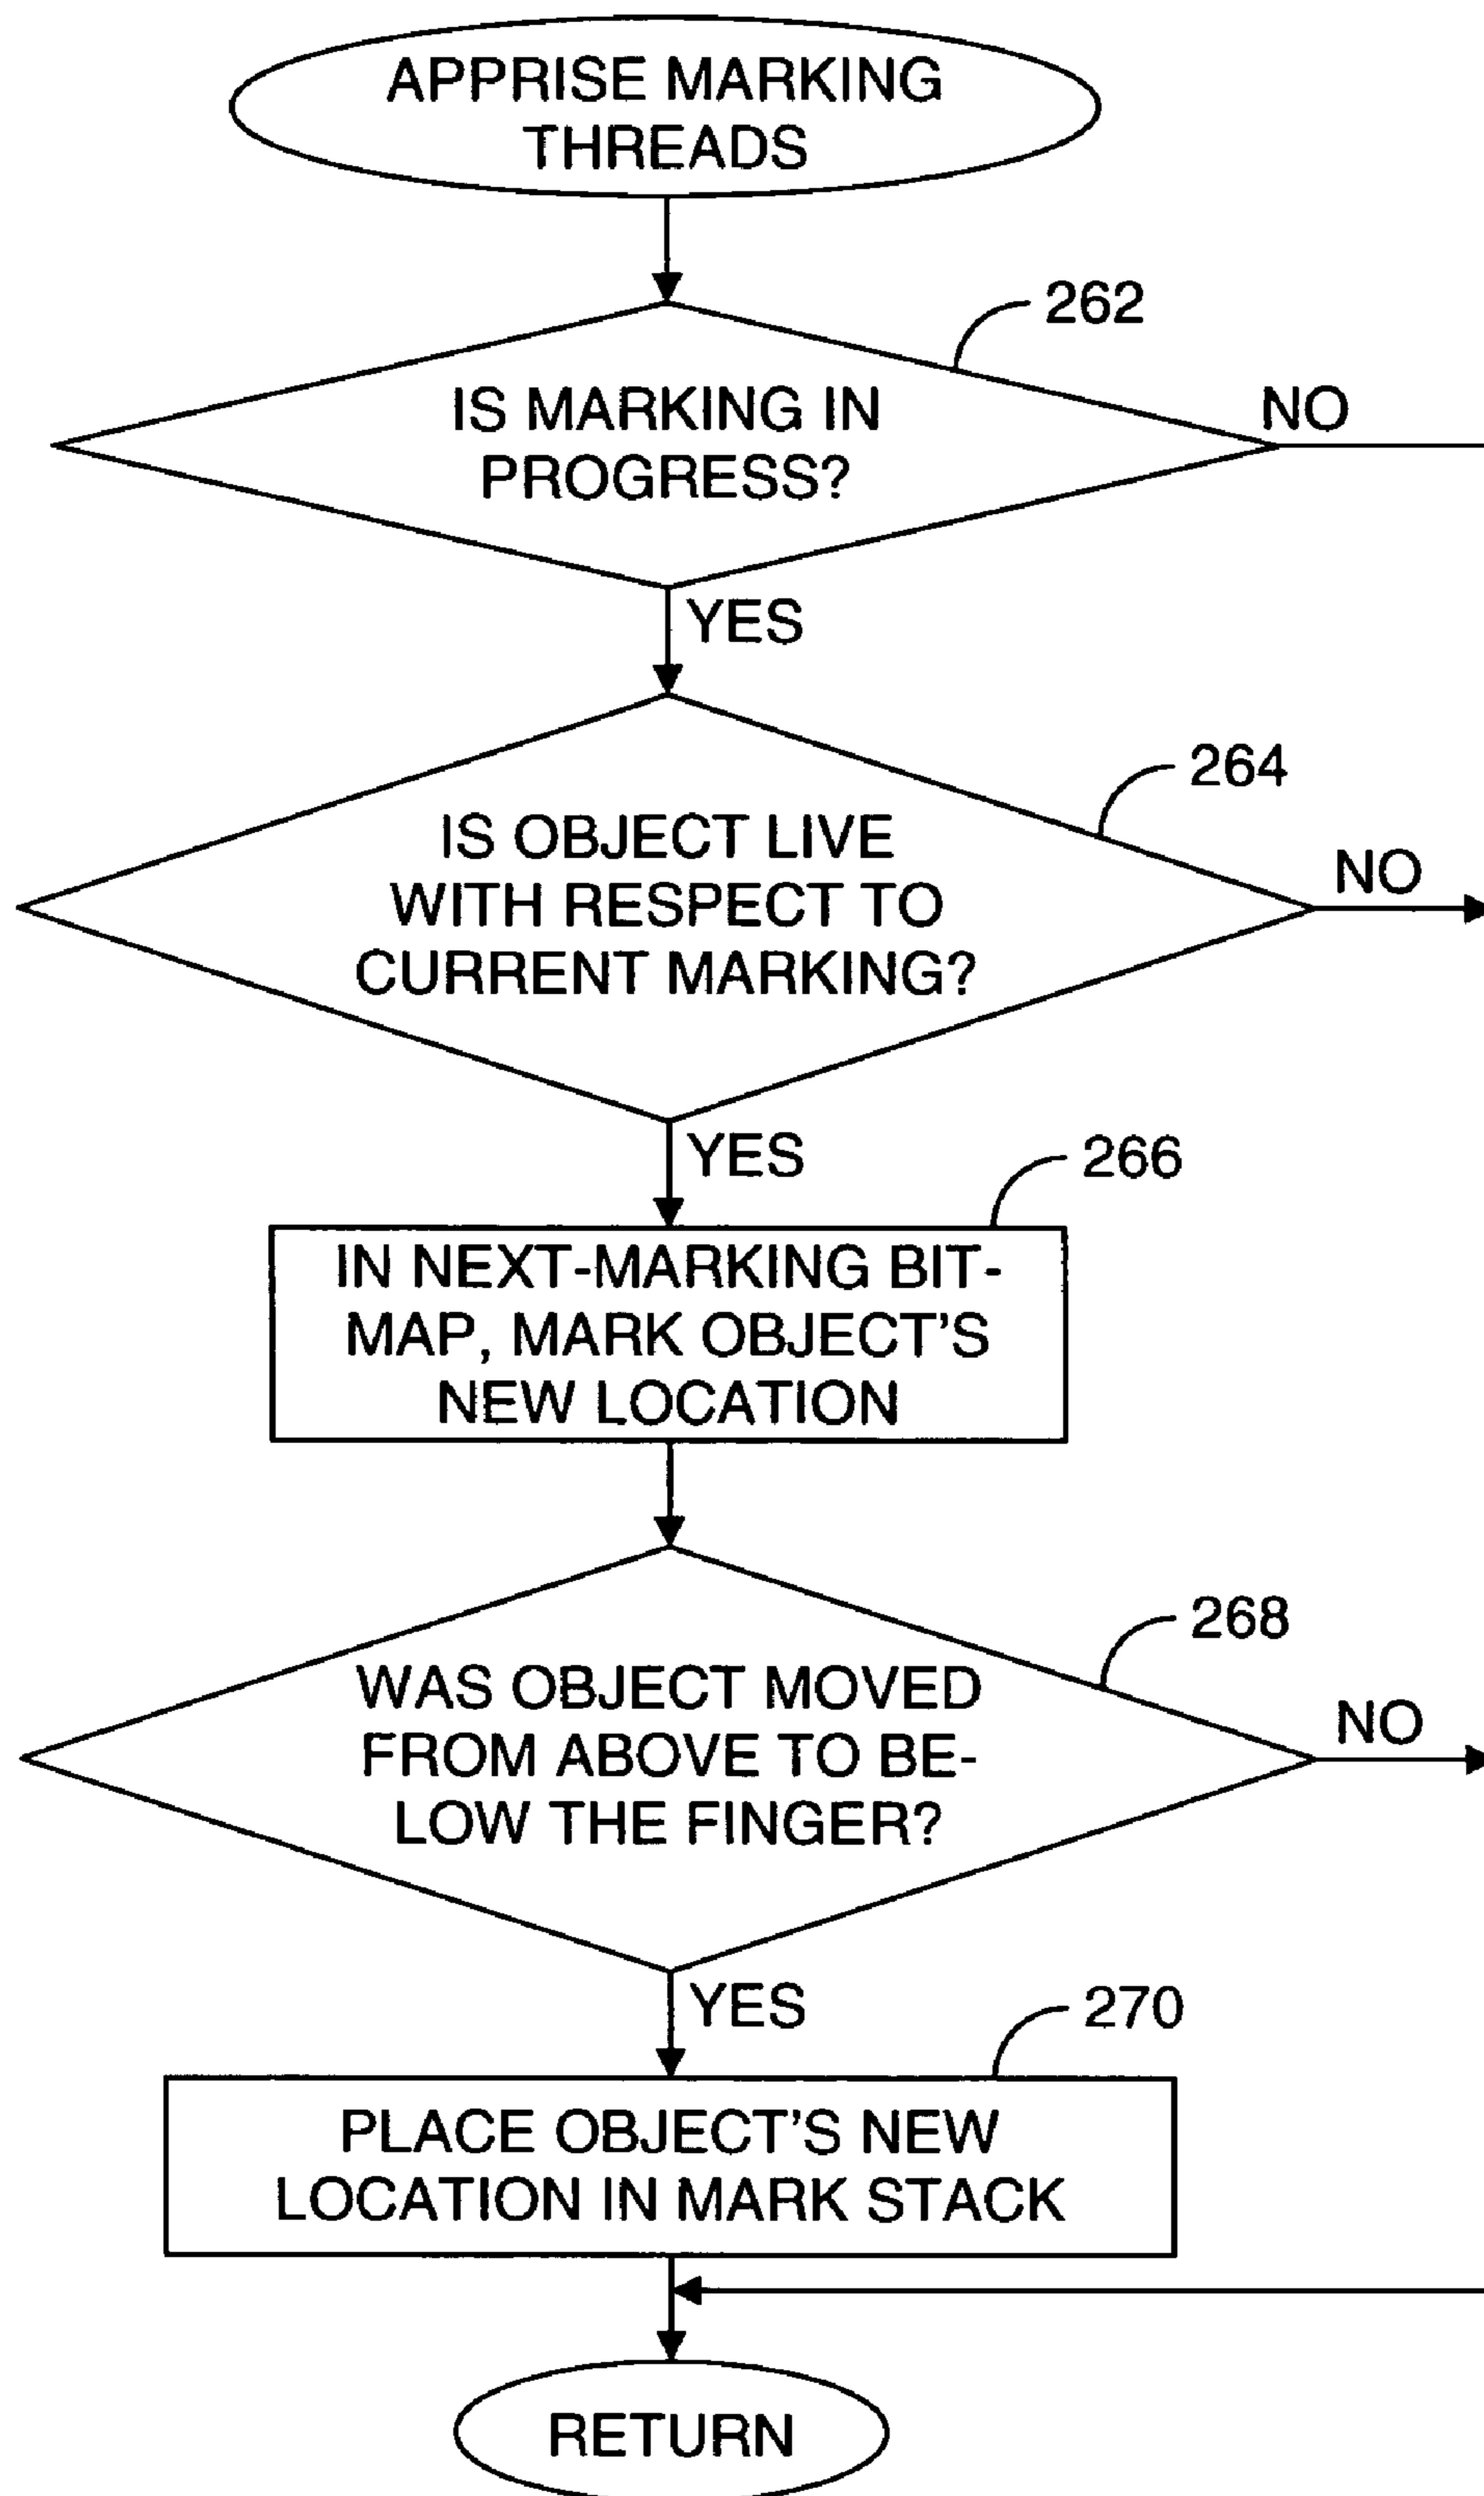 APPRISE MARKING
THREADS
262
IS MARKING IN
PROGRESS?
NO
YES
264
IS OBJECT LIVE
WITH RESPECT TO
CURRENT MARKING?
NO
YES
266
IN NEXT-MARKING BIT-
MAP, MARK OBJECT'S
NEW LOCATION
268
WAS OBJECT MOVED
FROM ABOVE TO BE-
LOW THE FINGER?
NO
YES
270
PLACE OBJECT'S NEW
LOCATION IN MARK STACK
RETURN